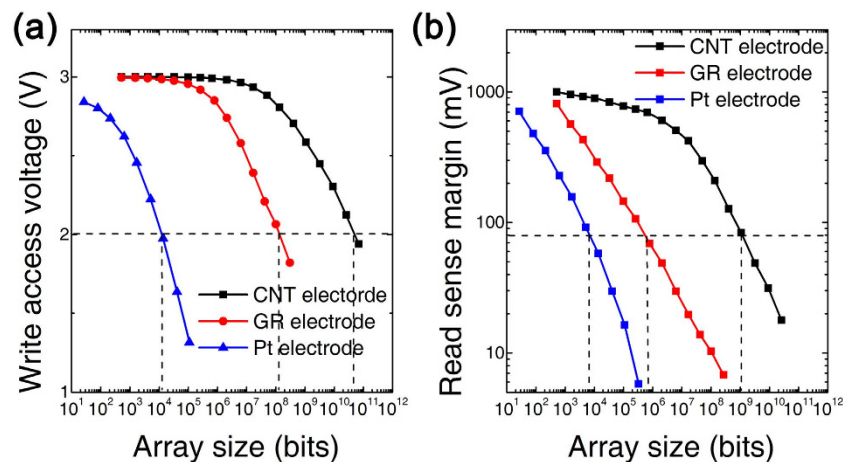 (a)
Write access voltage (V)
3
2
1
CNT electorde
GR electrode
Pt electrode
10¹ 10² 10³ 10⁴ 10⁵ 10⁶ 10⁷ 10⁸ 10⁹ 10¹⁰ 10¹¹ 10¹²
Array size (bits)
(b)
Read sense margin (mV)
1000
100
10
CNT electrode
GR electrode
Pt electrode
10¹ 10² 10³ 10⁴ 10⁵ 10⁶ 10⁷ 10⁸ 10⁹ 10¹⁰ 10¹¹ 10¹²
Array size (bits)